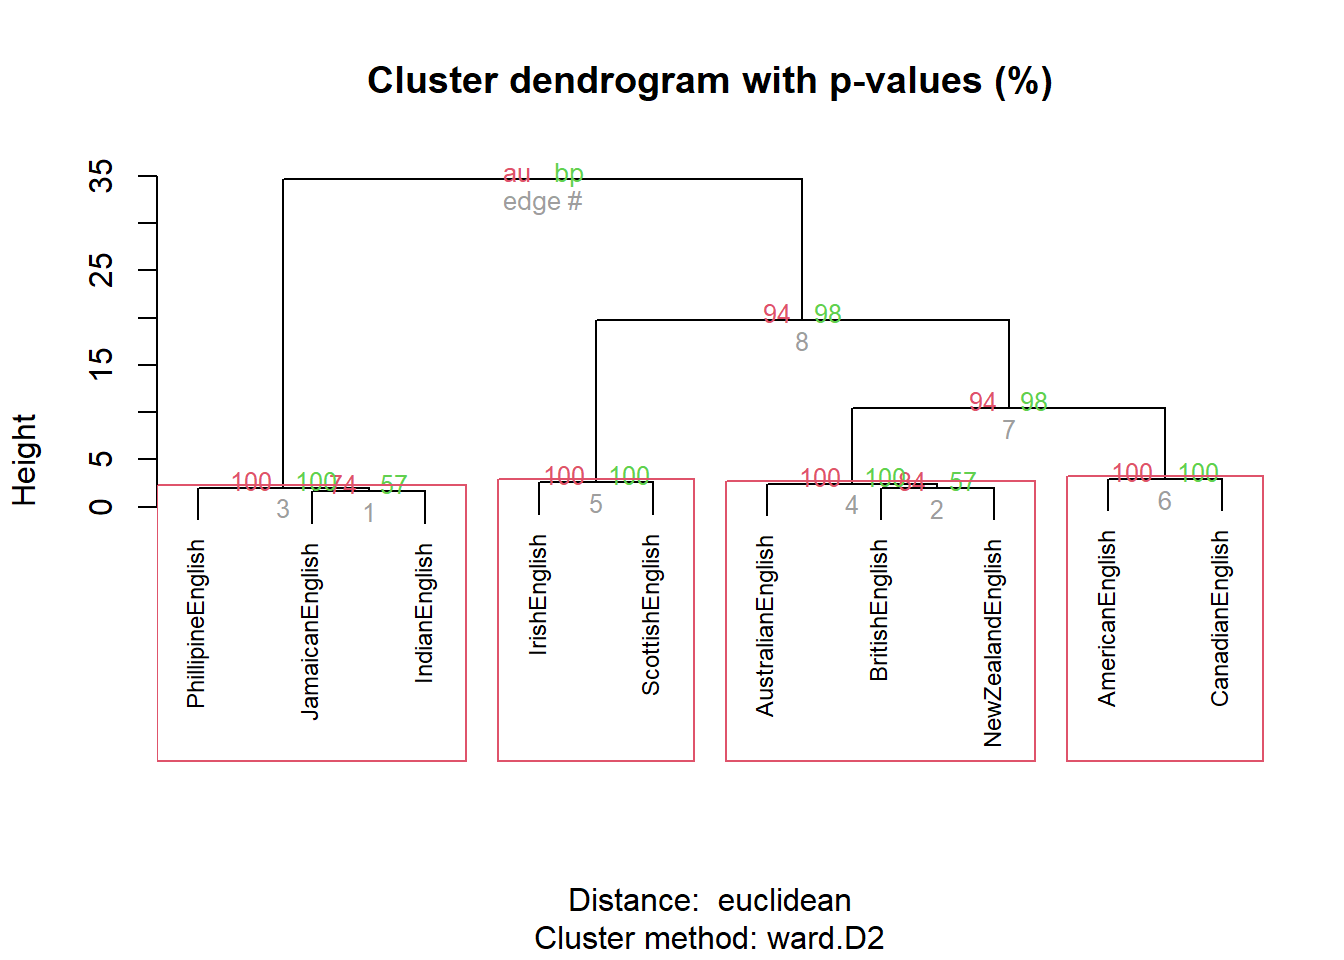 Cluster dendrogram with p-values (%)
35
au bp
edge #
25
94 98
8
15
94 98
7
5
100 100 74 57
100 100
100 100 84 57
100 100
0
3 1
5
4 2
6
Height
PhillipineEnglish
JamaicanEnglish
IndianEnglish
IrishEnglish
ScottishEnglish
AustralianEnglish
BritishEnglish
NewZealandEnglish
AmericanEnglish
CanadianEnglish
Distance: euclidean
Cluster method: ward.D2